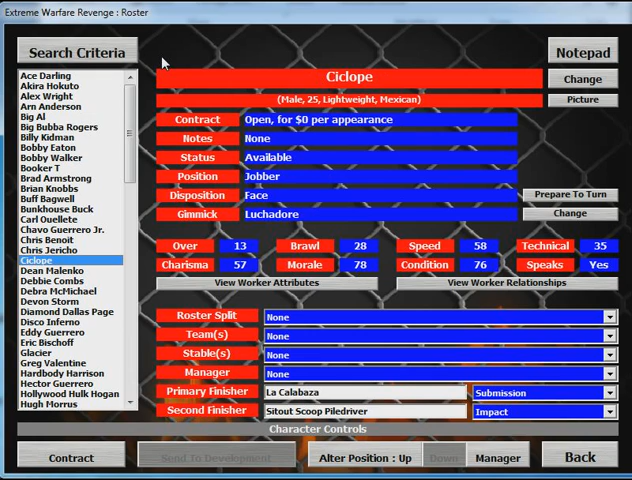 Extreme Warfare Revenge : Roster
Search Criteria
Notepad
Ciclope
Change
(Male, 25, Lightweight, Mexican)
Picture
Contract Open, for $0 per appearance
Notes None
Status Available
Position Jobber
Disposition Face Prepare To Turn
Gimmick Luchadore Change
Over 13 Brawl 28 Speed 58 Technical 35
Charisma 57 Morale 78 Condition 76 Speaks Yes
View Worker Attributes View Worker Relationships
Roster Split None
Team(s) None
Stable(s) None
Manager None
Primary Finisher La Calabaza Submission
Second Finisher Sitout Scoop Piledriver Impact
Ace Darling
Akira Hokuto
Alex Wright
Arn Anderson
Big Al
Big Bubba Rogers
Billy Kidman
Bobby Eaton
Bobby Walker
Booker T
Brad Armstrong
Brian Knobbs
Buff Bagwell
Bunkhouse Buck
Carl Ouellete
Chavo Guerrero Jr.
Chris Benoit
Chris Jericho
Ciclope
Dean Malenko
Debbie Combs
Debra McMichael
Devon Storm
Diamond Dallas Page
Disco Inferno
Eddy Guerrero
Eric Bischoff
Glacier
Greg Valentine
Hardbody Harrison
Hector Guerrero
Hollywood Hulk Hogan
Hugh Morrus
Character Controls
Contract Send To Development Alter Position : Up Down Manager Back